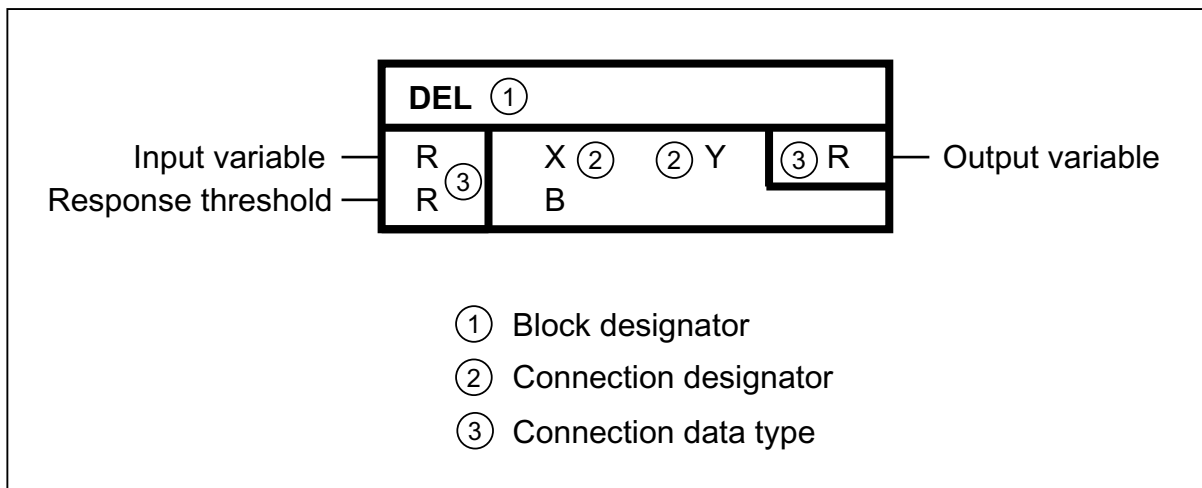 DEL ①
Input variable R X ② ② Y ③ R Output variable
③
Response threshold R B
① Block designator
② Connection designator
③ Connection data type